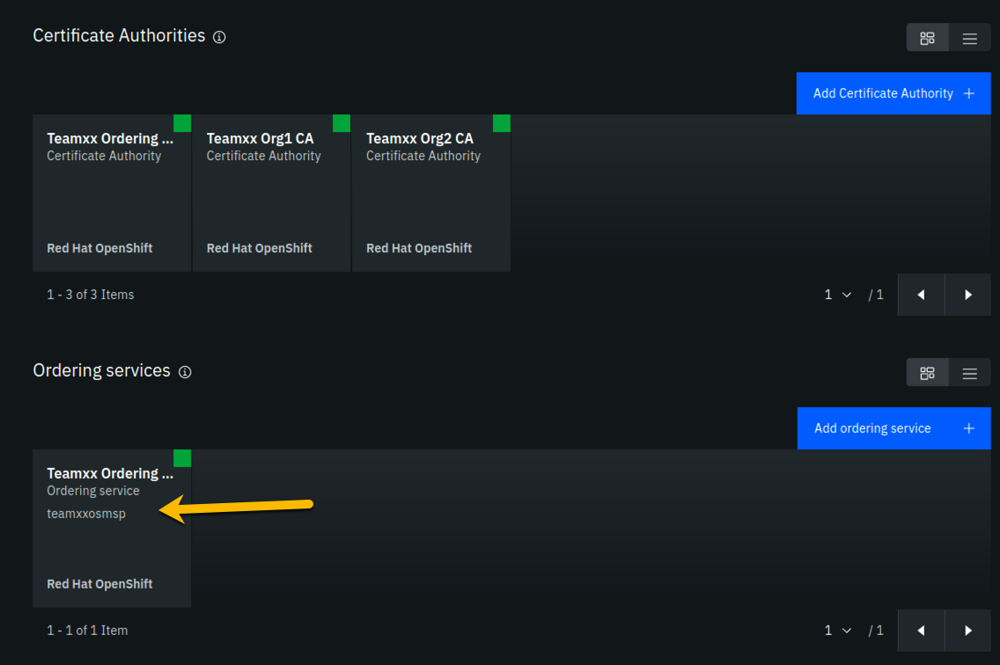 Certificate Authorities
Add Certificate Authority
Teamxx Ordering ...
Certificate Authority
Red Hat OpenShift
Teamxx Org1 CA
Certificate Authority
Red Hat OpenShift
Teamxx Org2 CA
Certificate Authority
Red Hat OpenShift
1 - 3 of 3 Items
1 / 1
Ordering services
Add ordering service
Teamxx Ordering ...
Ordering service
teamxxosmsp
Red Hat OpenShift
1 - 1 of 1 Item
1 / 1